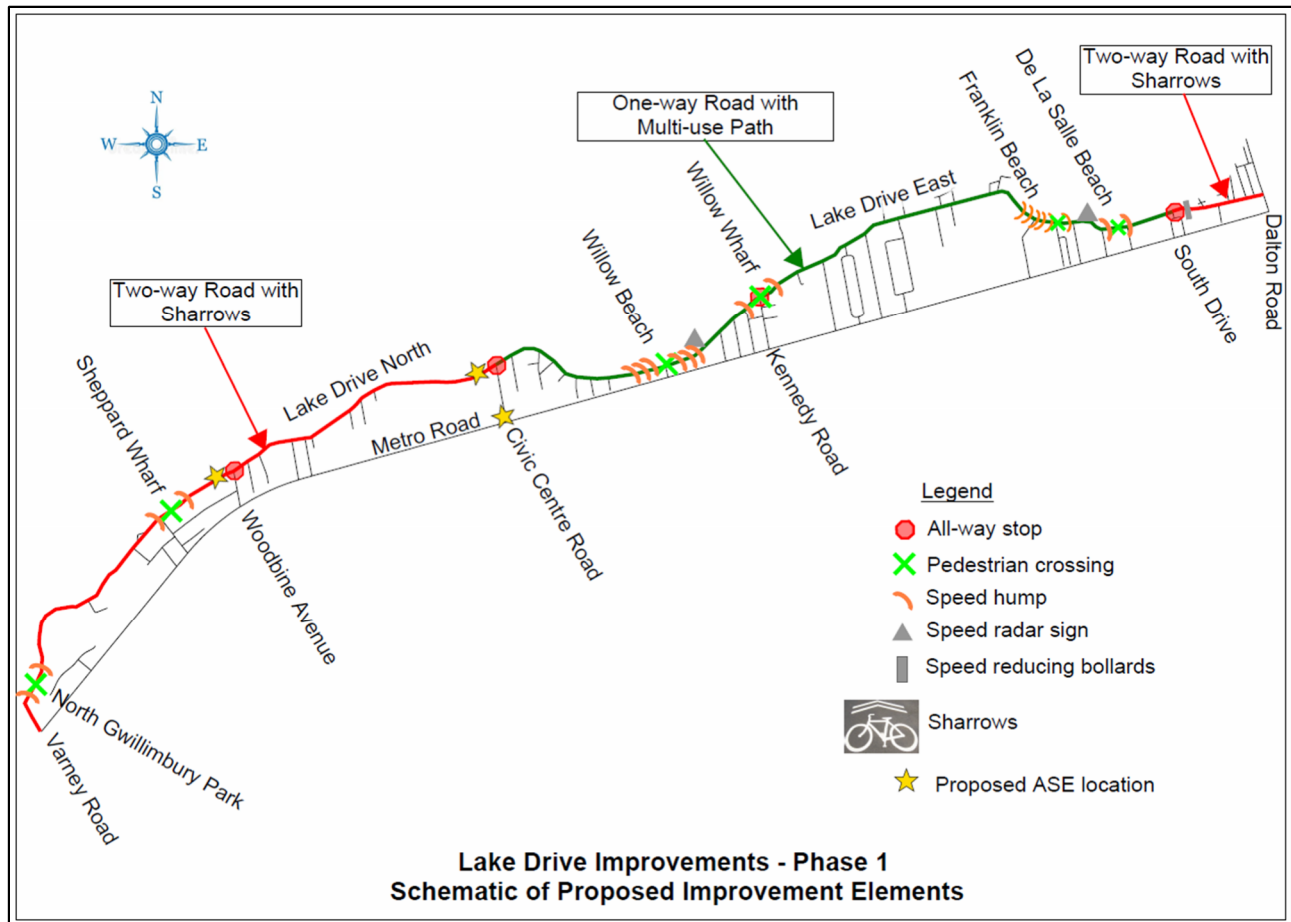 N
W
E
S
Two-way Road with
Sharrows
One-way Road with
Multi-use Path
Two-way Road with
Sharrows
De La Salle Beach
Franklin Beach
Lake Drive East
Willow Wharf
Willow Beach
Dalton Road
South Drive
Kennedy Road
Lake Drive North
Metro Road
Civic Centre Road
Sheppard Wharf
Woodbine Avenue
North Gwillimbury Park
Varney Road
Legend
All-way stop
Pedestrian crossing
Speed hump
Speed radar sign
Speed reducing bollards
Sharrows
Proposed ASE location
Lake Drive Improvements - Phase 1
Schematic of Proposed Improvement Elements